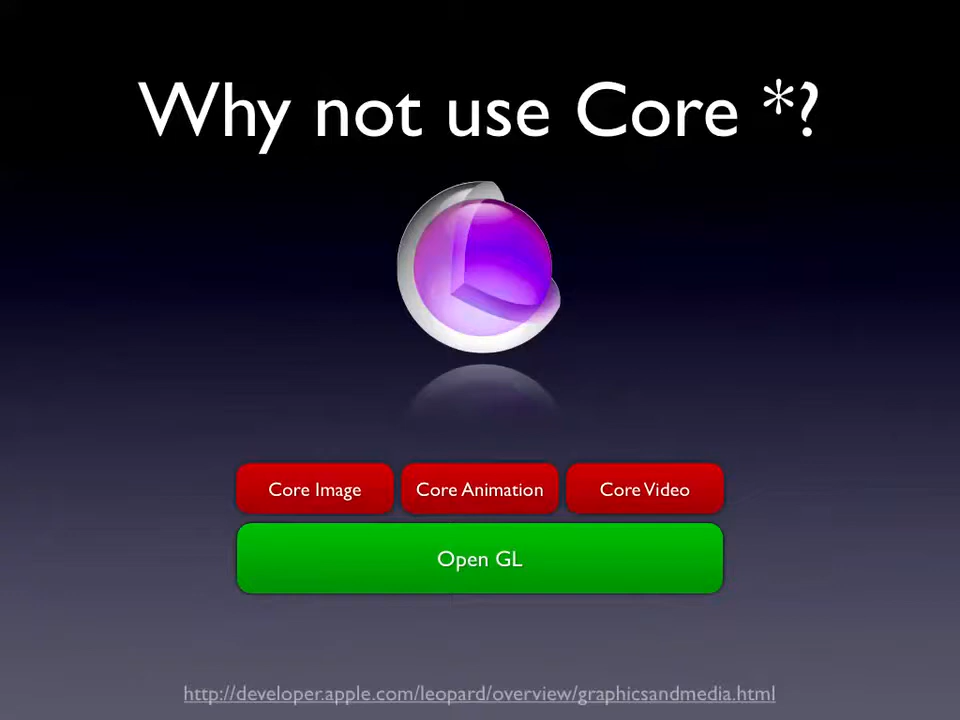 Why not use Core *?
Core Image
Core Animation
Core Video
Open GL
http://developer.apple.com/leopard/overview/graphicsandmedia.html